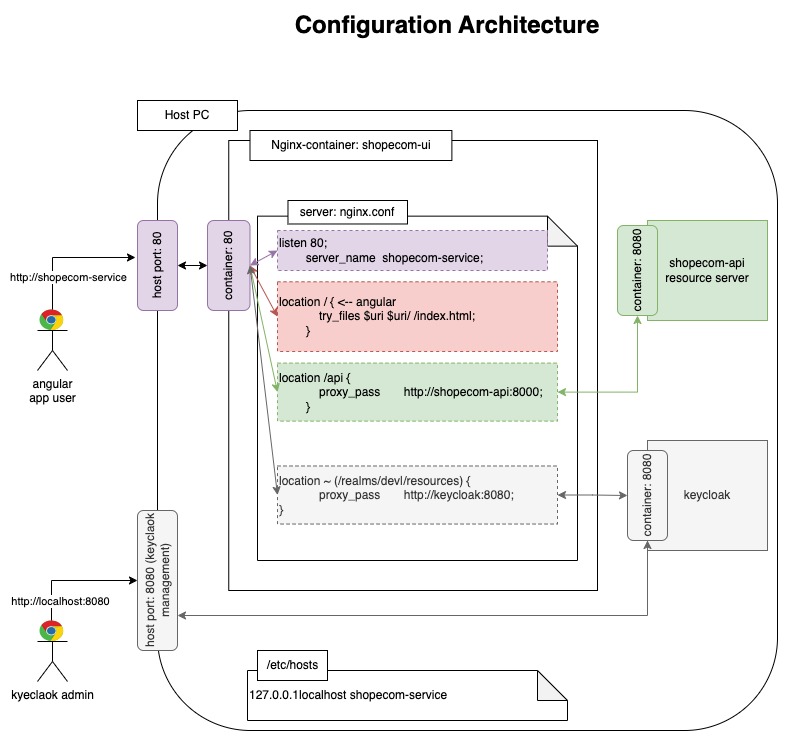 Configuration Architecture
Host PC
Nginx-container: shopecom-ui
server: nginx.conf
host port: 80
container: 80
listen 80;
server_name shopecom-service;
location / { <-- angular
try_files $uri $uri/ /index.html;
}
location /api {
proxy_pass http://shopecom-api:8000;
}
location ~ (/realms/devl/resources) {
proxy_pass http://keycloak:8080;
}
container: 8080
shopecom-api
resource server
container: 8080
keycloak
http://shopecom-service
angular
app user
host port: 8080 (keyclaok
management)
http://localhost:8080
kyeclaok admin
/etc/hosts
127.0.0.1localhost shopecom-service